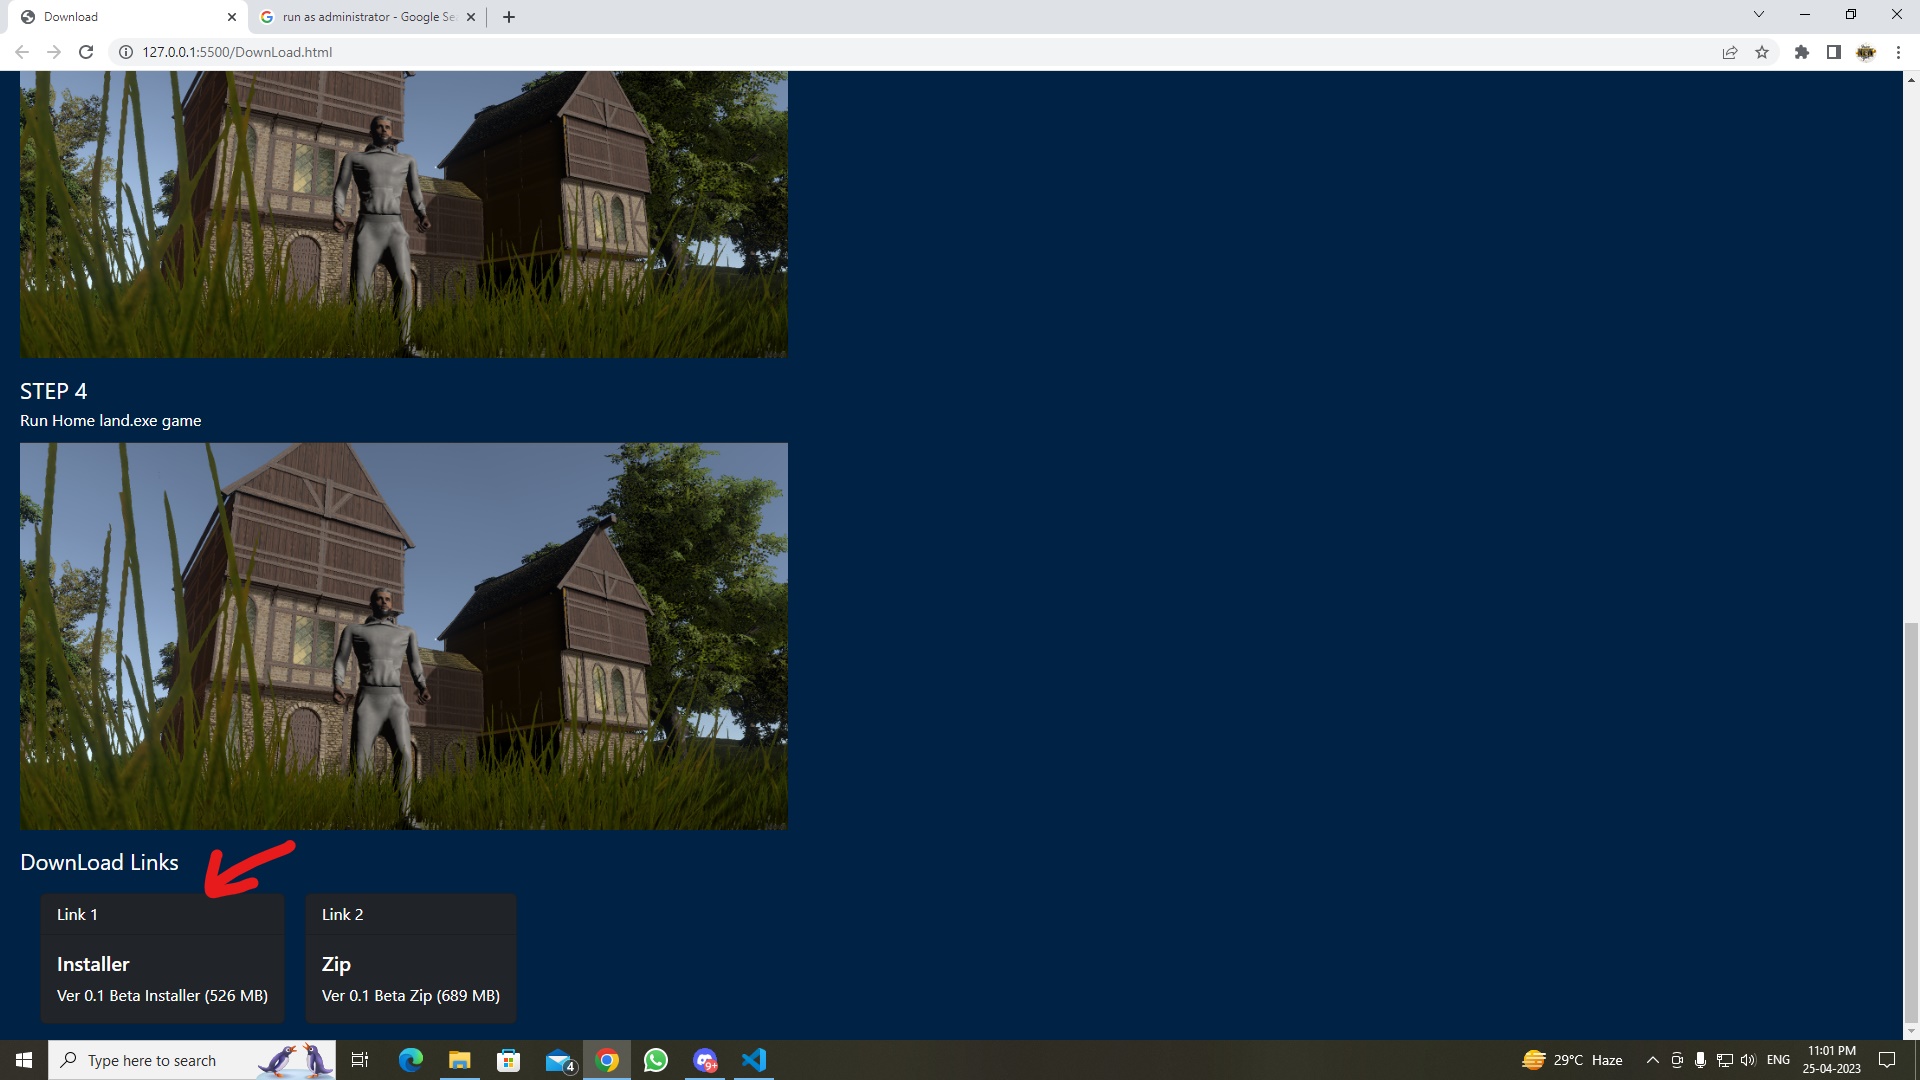 Download
run as administrator - Google Se
127.0.0.1:5500/DownLoad.html
STEP 4
Run Home land.exe game
DownLoad Links
Link 1
Installer
Ver 0.1 Beta Installer (526 MB)
Link 2
Zip
Ver 0.1 Beta Zip (689 MB)
Type here to search
4
9+
29°C Haze
ENG
11:01 PM
25-04-2023